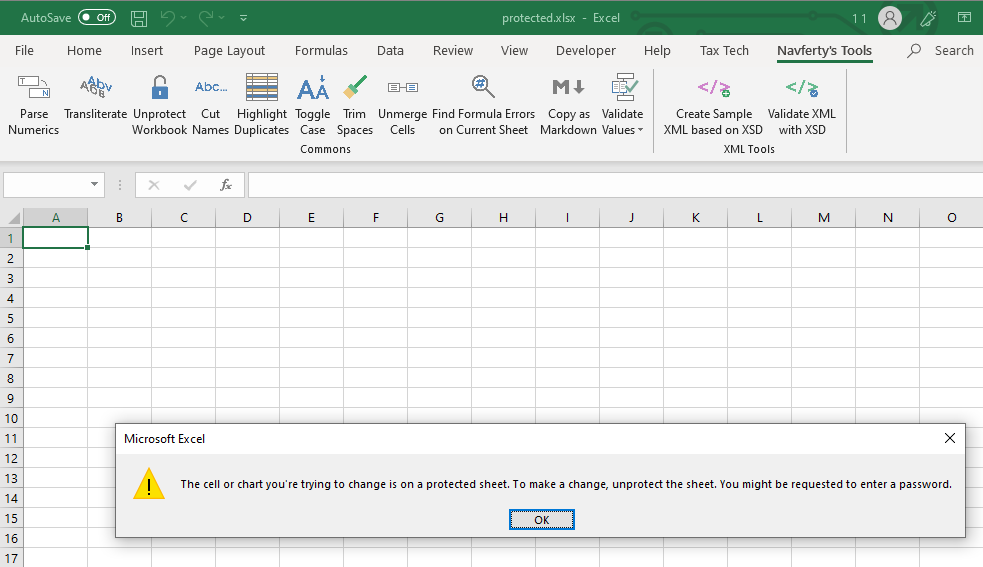 AutoSave Off protected.xlsx - Excel 1 1
File Home Insert Page Layout Formulas Data Review View Developer Help Tax Tech Navferty's Tools Search
Abc...
Parse Transliterate Unprotect Cut Highlight Toggle Trim Unmerge Find Formula Errors Copy as Validate Create Sample Validate XML
Numerics Workbook Names Duplicates Case Spaces Cells on Current Sheet Markdown Values XML based on XSD with XSD
Commons XML Tools
fx
A B C D E F G H I J K L M N O
1
2
3
4
5
6
7
8
9
10
11
Microsoft Excel
12
13
The cell or chart you're trying to change is on a protected sheet. To make a change, unprotect the sheet. You might be requested to enter a password.
14
15
OK
16
17